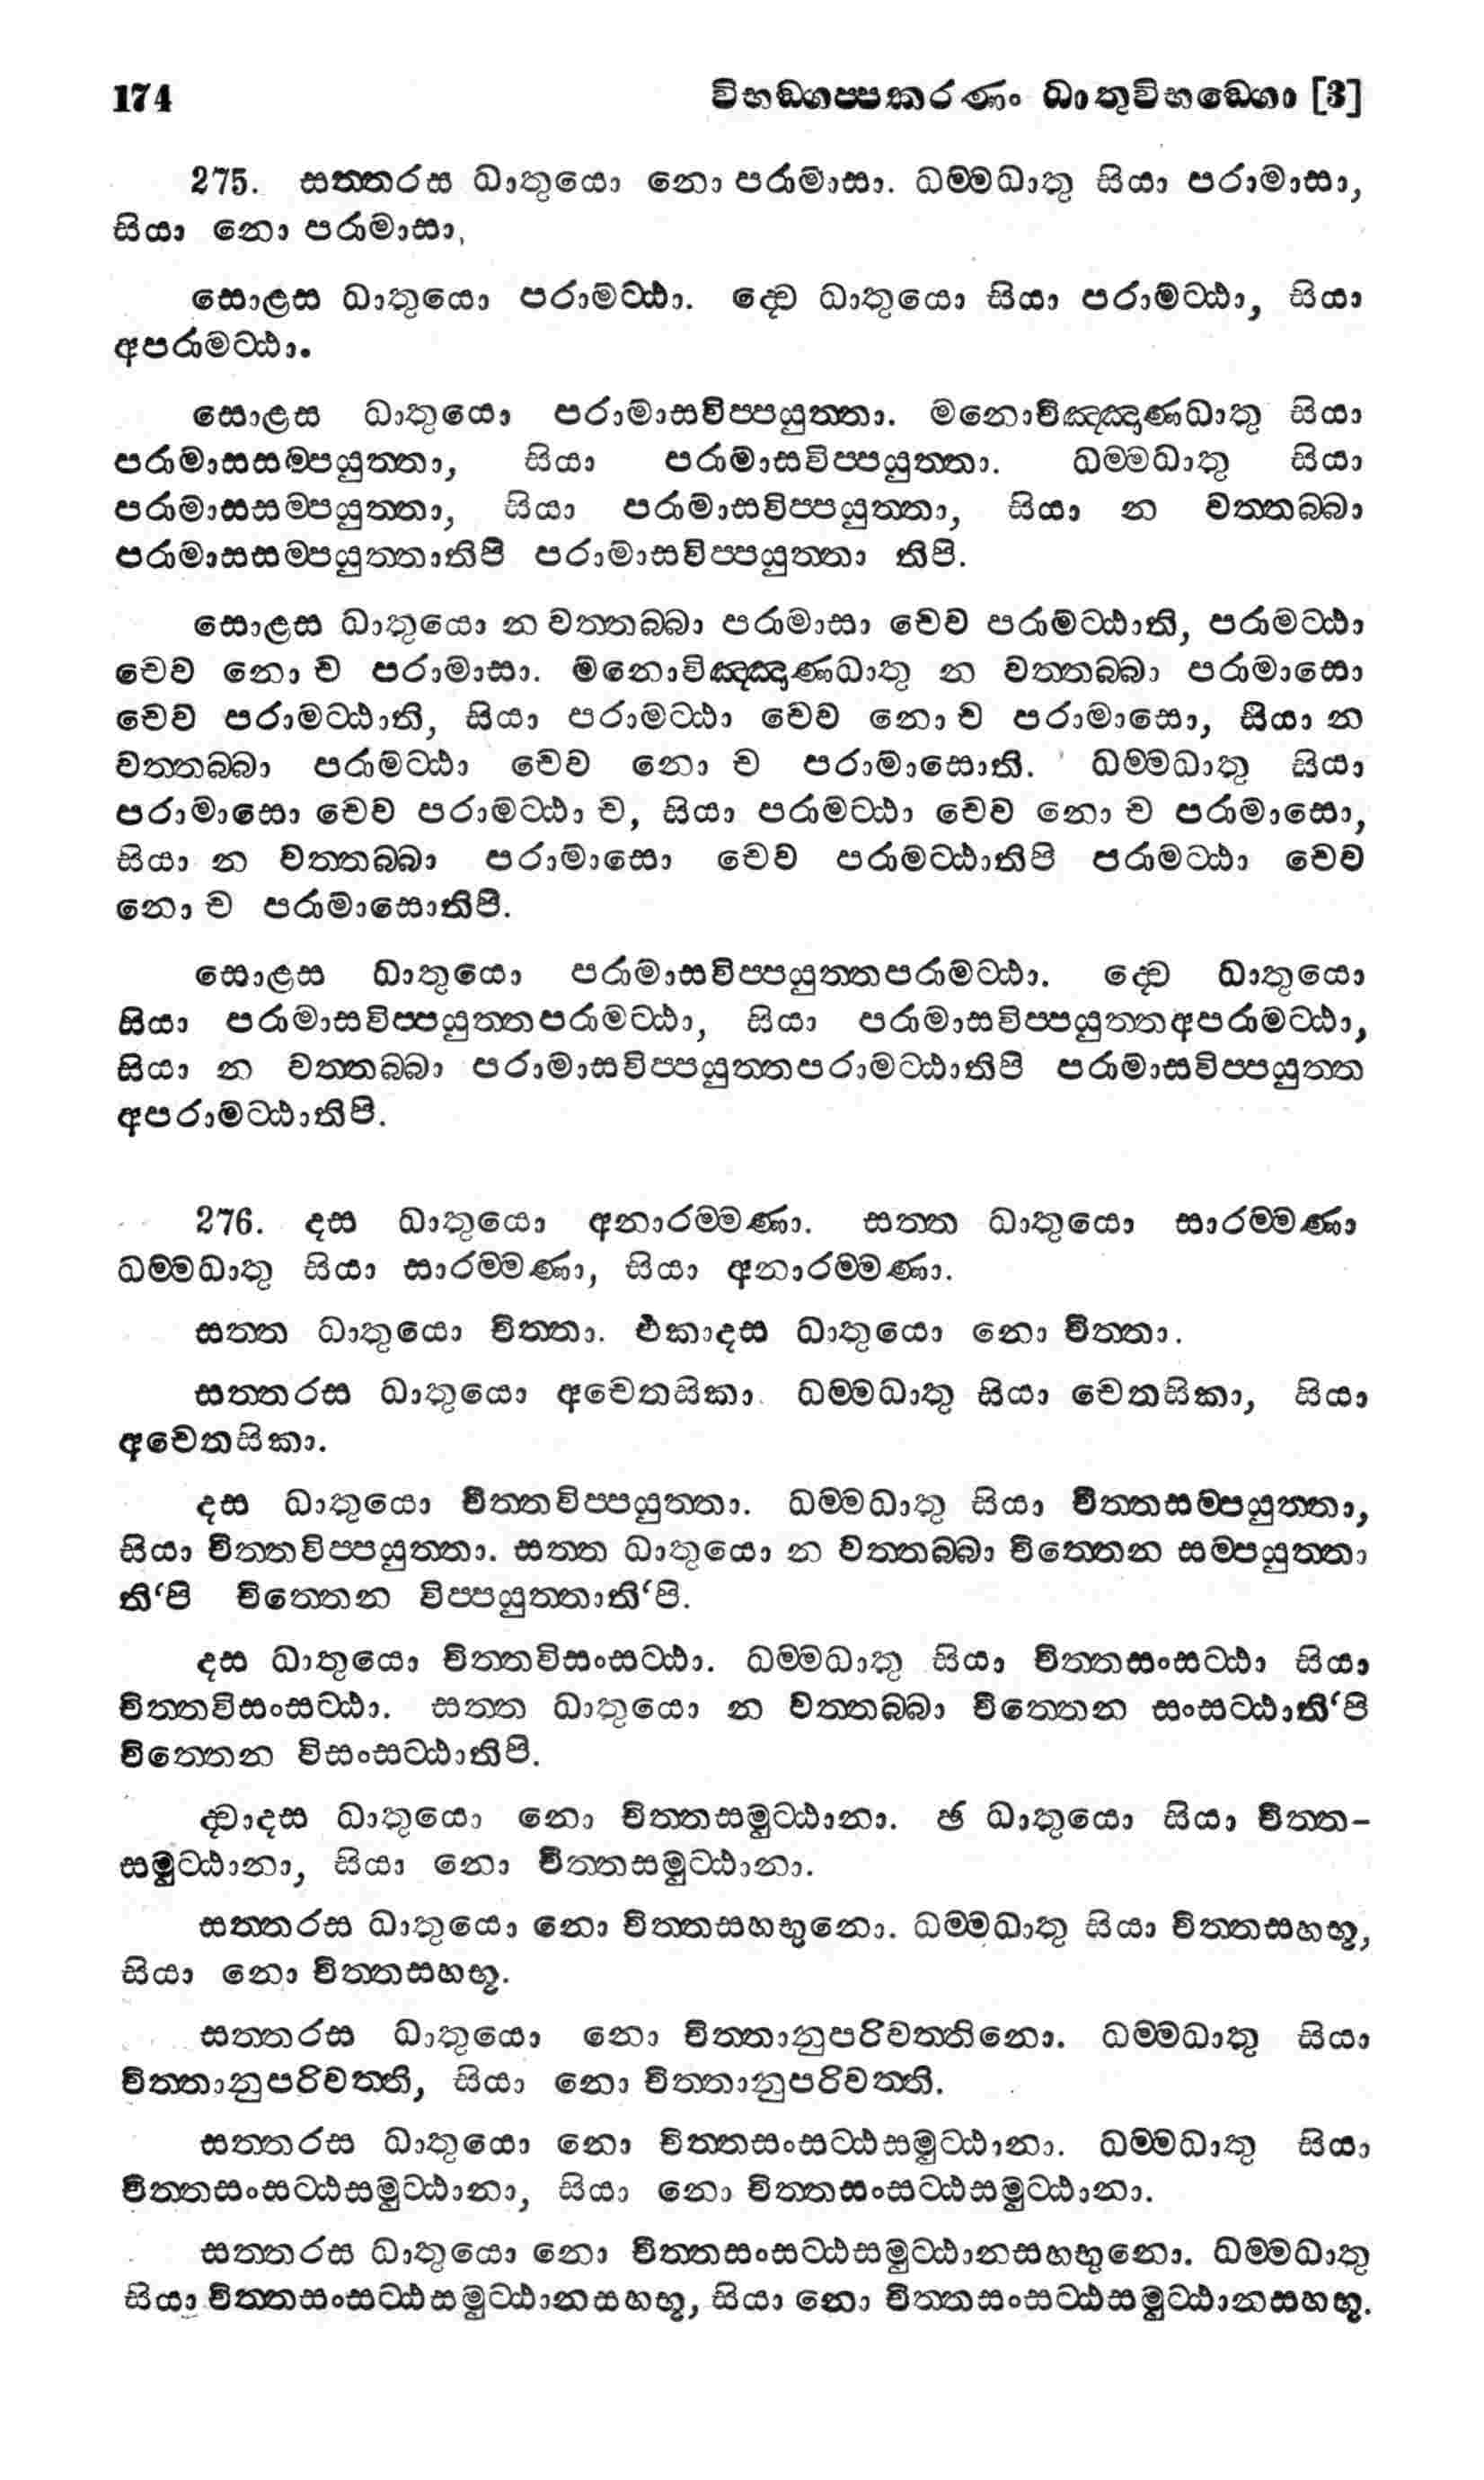 174 විභඞ්ගප්පකරණං ධාතුවිභඞ්ගො [3]
275. සත්තරස ධාතුයො නො පරාමාසා. ධම්මධාතු සියා පරාමාසා,
සියා නො පරාමාසා,
සොළස ධාතුයො පරාමට්ඨා. ද්වෙ ධාතුයො සියා පරාමට්ඨා, සියා
අපරාමට්ඨා.
සොළස ධාතුයො පරාමාසවිප්පයුත්තා. මනොවිඤ්ඤාණධාතු සියා
පරාමාසසම්පයුත්තා, සියා පරාමාසවිප්පයුත්තා. ධම්මධාතු සියා
පරාමාසසම්පයුත්තා, සියා පරාමාසවිප්පයුත්තා, සියා න වත්තබ්බා
පරාමාසසම්පයුත්තාතිපි පරාමාසවිප්පයුත්තා තිපි.
සොළස ධාතුයො න වත්තබ්බා පරාමාසා චෙව පරාමට්ඨාති, පරාමට්ඨා
චෙව නො ච පරාමාසා. මනොවිඤ්ඤාණධාතු න වත්තබ්බා පරාමාසො
චෙව පරාමට්ඨාති, සියා පරාමට්ඨා චෙව නො ච පරාමාසො, සියා න
වත්තබ්බා පරාමට්ඨා චෙව නො ච පරාමාසොති. ධම්මධාතු සියා
පරාමාසො චෙව පරාමට්ඨා ච, සියා පරාමට්ඨා චෙව නො ච පරාමාසො,
සියා න වත්තබ්බා පරාමාසො චෙව පරාමට්ඨාතිපි පරාමට්ඨා චෙව
නො ච පරාමාසොතිපි.
සොළස ධාතුයො පරාමාසවිප්පයුත්තපරාමට්ඨා. ද්වෙ ධාතුයො
සියා පරාමාසවිප්පයුත්තපරාමට්ඨා, සියා පරාමාසවිප්පයුත්තඅපරාමට්ඨා,
සියා න වත්තබ්බා පරාමාසවිප්පයුත්තපරාමට්ඨාතිපි පරාමාසවිප්පයුත්ත
අපරාමට්ඨාතිපි.
276. දස ධාතුයො අනාරම්මණා. සත්ත ධාතුයො සාරම්මණා
ධම්මධාතු සියා සාරම්මණා, සියා අනාරම්මණා.
සත්ත ධාතුයො චිත්තා. එකාදස ධාතුයො නො චිත්තා.
සත්තරස ධාතුයො අචෙතසිකා. ධම්මධාතු සියා චෙතසිකා, සියා
අචෙතසිකා.
දස ධාතුයො චිත්තවිප්පයුත්තා. ධම්මධාතු සියා චිත්තසම්පයුත්තා,
සියා චිත්තවිප්පයුත්තා. සත්ත ධාතුයො න වත්තබ්බා චිත්තෙන සම්පයුත්තා
ති‘පි චිත්තෙන විප්පයුත්තාති‘පි.
දස ධාතුයො චිත්තවිසංසට්ඨා. ධම්මධාතු සියා චිත්තසංසට්ඨා සියා
චිත්තවිසංසට්ඨා. සත්ත ධාතුයො න වත්තබ්බා චිත්තෙන සංසට්ඨාති‘පි
චිත්තෙන විසංසට්ඨාතිපි.
ද්වාදස ධාතුයො නො චිත්තසමුට්ඨානා. ඡ ධාතුයො සියා චිත්ත-
සමුට්ඨානා, සියා නො චිත්තසමුට්ඨානා.
සත්තරස ධාතුයො නො චිත්තසහභුනො. ධම්මධාතු සියා චිත්තසහභූ,
සියා නො චිත්තසහභූ.
සත්තරස ධාතුයො නො චිත්තානුපරිවත්තිනො. ධම්මධාතු සියා
චිත්තානුපරිවත්ති, සියා නො චිත්තානුපරිවත්ති.
සත්තරස ධාතුයො නො චිත්තසංසට්ඨසමුට්ඨානා. ධම්මධාතු සියා
චිත්තසංසට්ඨසමුට්ඨානා, සියා නො චිත්තසංසට්ඨසමුට්ඨානා.
සත්තරස ධාතුයො නො චිත්තසංසට්ඨසමුට්ඨානසහභුනො. ධම්මධාතු
සියා චිත්තසංසට්ඨසමුට්ඨානසහභූ, සියා නො චිත්තසංසට්ඨසමුට්ඨානසහභූ.